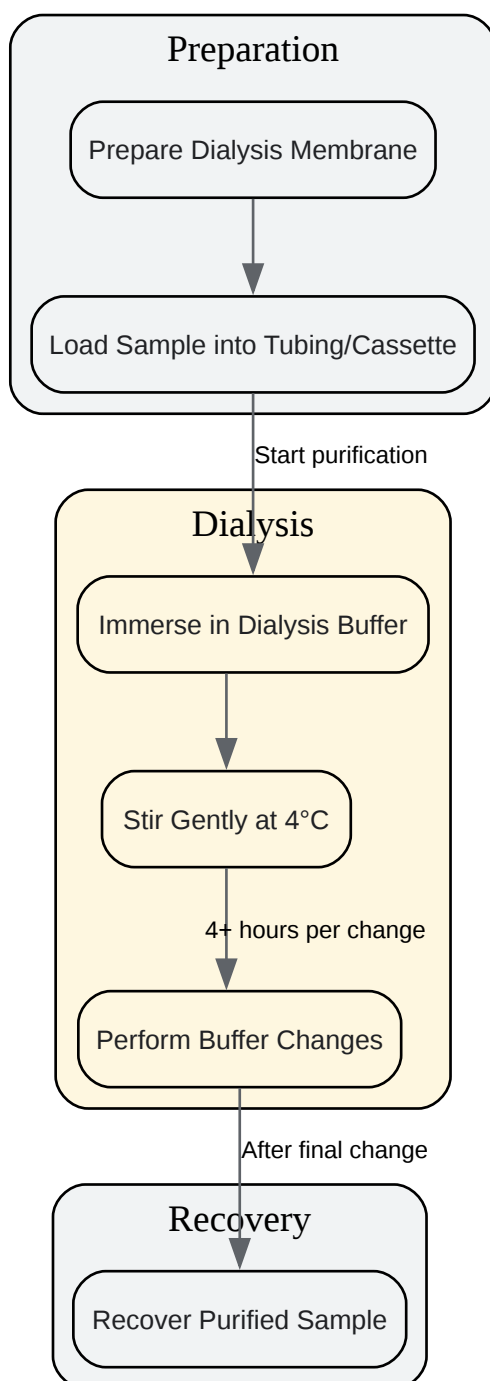 Preparation
Prepare Dialysis Membrane
Load Sample into Tubing/Cassette
Start purification
Dialysis
Immerse in Dialysis Buffer
Stir Gently at 4°C
4+ hours per change
Perform Buffer Changes
After final change
Recovery
Recover Purified Sample